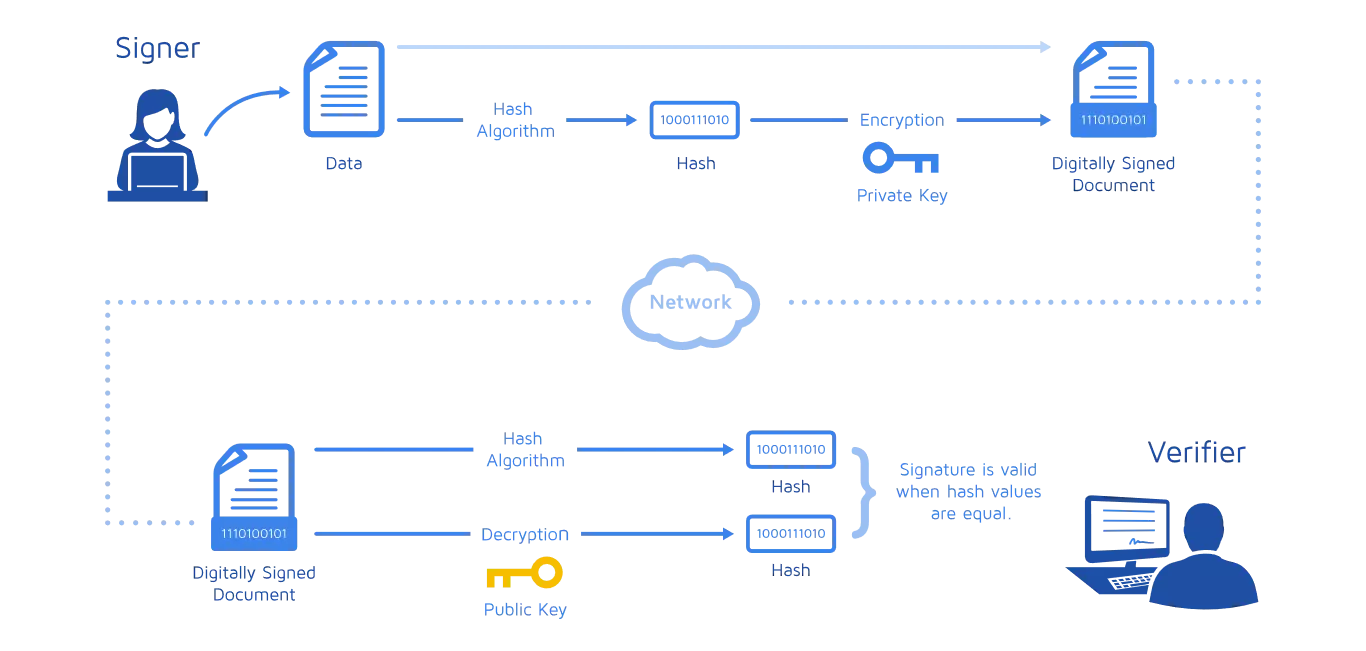 Signer
Hash
Algorithm
1000111010
Encryption
1110100101
Data
Hash
Private Key
Digitally Signed
Document
Network
Hash
Algorithm
1000111010
Hash
Signature is valid
when hash values
are equal.
Verifier
1110100101
Decryption
1000111010
Hash
Digitally Signed
Document
Public Key